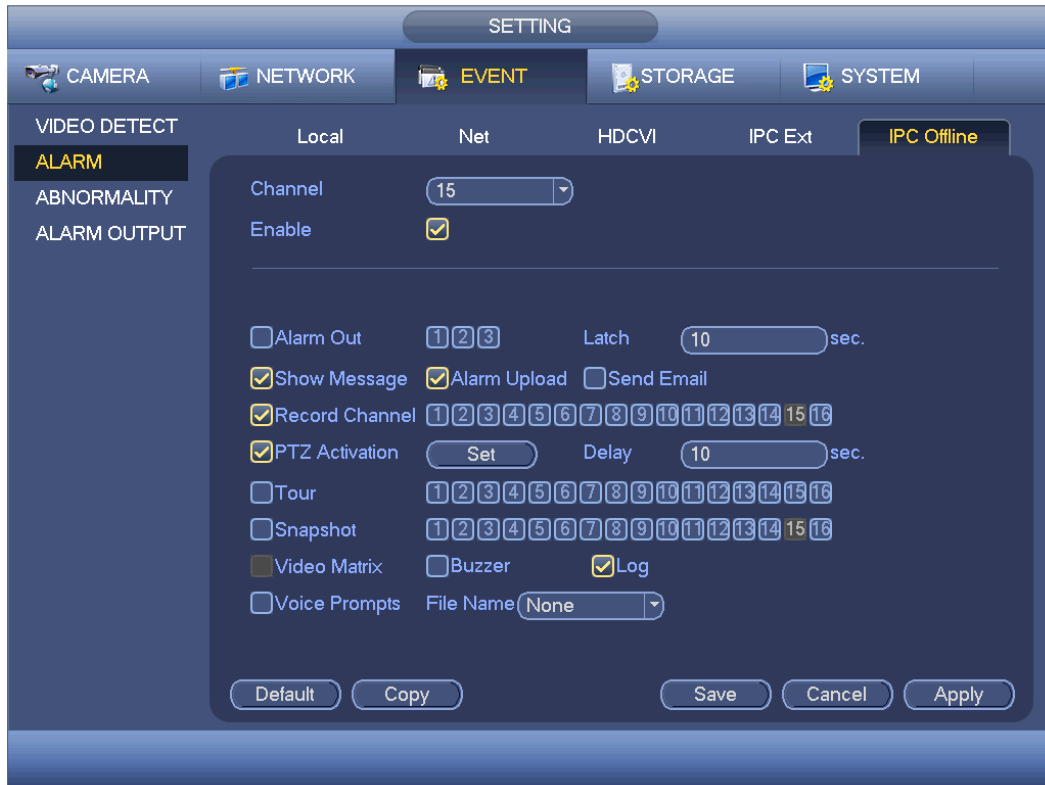 SETTING
CAMERA NETWORK EVENT STORAGE SYSTEM
VIDEO DETECT
ALARM
ABNORMALITY
ALARM OUTPUT
Local Net HDCVI IPC Ext IPC Offline
Channel 15
Enable
Alarm Out 1 2 3 Latch 10 sec.
Show Message Alarm Upload Send Email
Record Channel 1 2 3 4 5 6 7 8 9 10 11 12 13 14 15 16
PTZ Activation Set Delay 10 sec.
Tour 1 2 3 4 5 6 7 8 9 10 11 12 13 14 15 16
Snapshot 1 2 3 4 5 6 7 8 9 10 11 12 13 14 15 16
Video Matrix Buzzer Log
Voice Prompts File Name None
Default Copy Save Cancel Apply